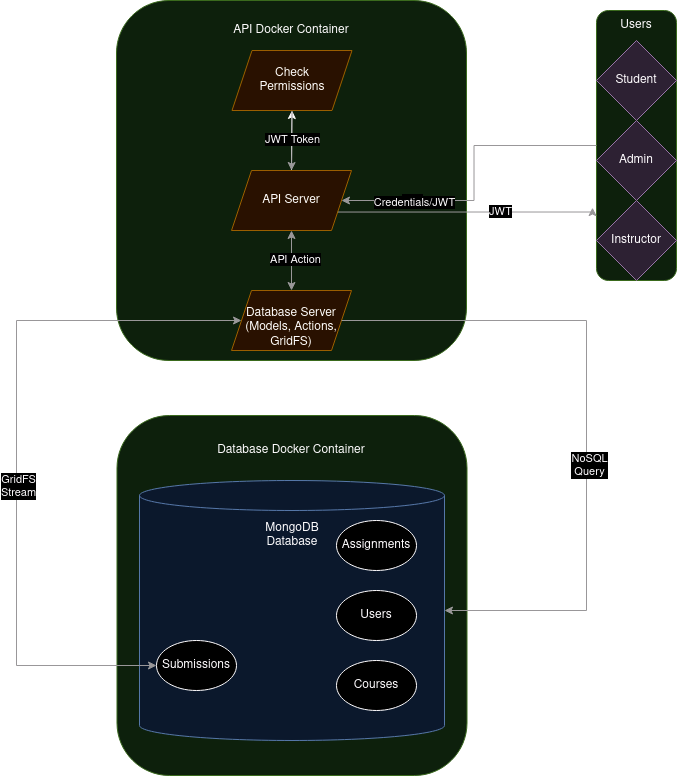 API Docker Container
Users
Check
Permissions
Student
JWT Token
Admin
API Server
Credentials/JWT
JWT
Instructor
API Action
Database Server
(Models, Actions,
GridFS)
Database Docker Container
NoSQL
Query
GridFS
Stream
MongoDB
Database
Assignments
Users
Submissions
Courses